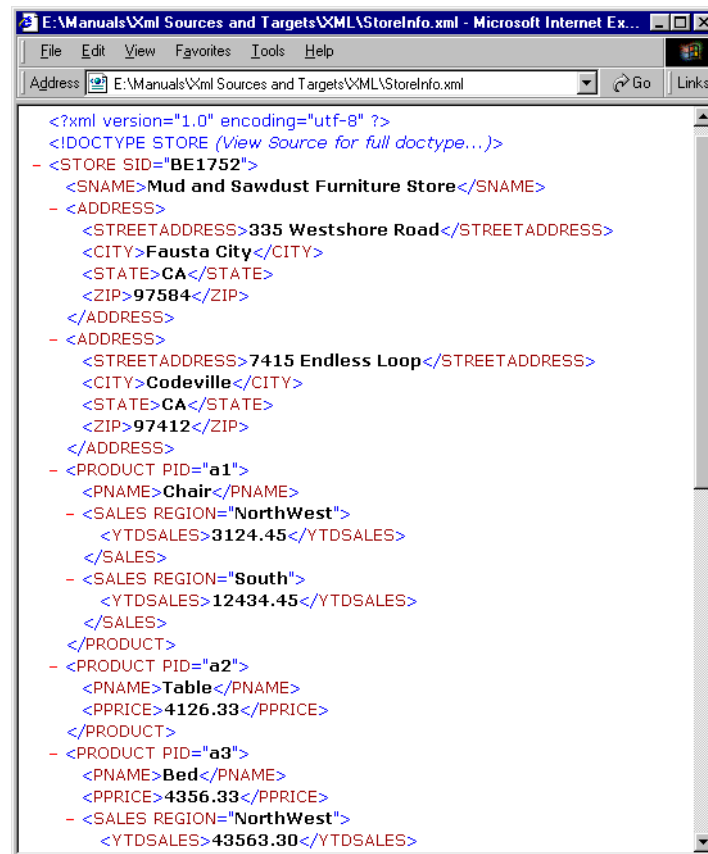 E:\Manuals\Xml Sources and Targets\XML\StoreInfo.xml - Microsoft Internet Ex...
File Edit View Favorites Tools Help
Address E:\Manuals\Xml Sources and Targets\XML\StoreInfo.xml Go Links
<?xml version="1.0" encoding="utf-8" ?>
<!DOCTYPE STORE (View Source for full doctype...)>
- <STORE SID="BE1752">
<SNAME>Mud and Sawdust Furniture Store</SNAME>
- <ADDRESS>
<STREETADDRESS>335 Westshore Road</STREETADDRESS>
<CITY>Fausta City</CITY>
<STATE>CA</STATE>
<ZIP>97584</ZIP>
</ADDRESS>
- <ADDRESS>
<STREETADDRESS>7415 Endless Loop</STREETADDRESS>
<CITY>Codeville</CITY>
<STATE>CA</STATE>
<ZIP>97412</ZIP>
</ADDRESS>
- <PRODUCT PID="a1">
<PNAME>Chair</PNAME>
- <SALES REGION="NorthWest">
<YTDSALES>3124.45</YTDSALES>
</SALES>
- <SALES REGION="South">
<YTDSALES>12434.45</YTDSALES>
</SALES>
</PRODUCT>
- <PRODUCT PID="a2">
<PNAME>Table</PNAME>
<PPRICE>4126.33</PPRICE>
</PRODUCT>
- <PRODUCT PID="a3">
<PNAME>Bed</PNAME>
<PPRICE>4356.33</PPRICE>
- <SALES REGION="NorthWest">
<YTDSALES>43563.30</YTDSALES>